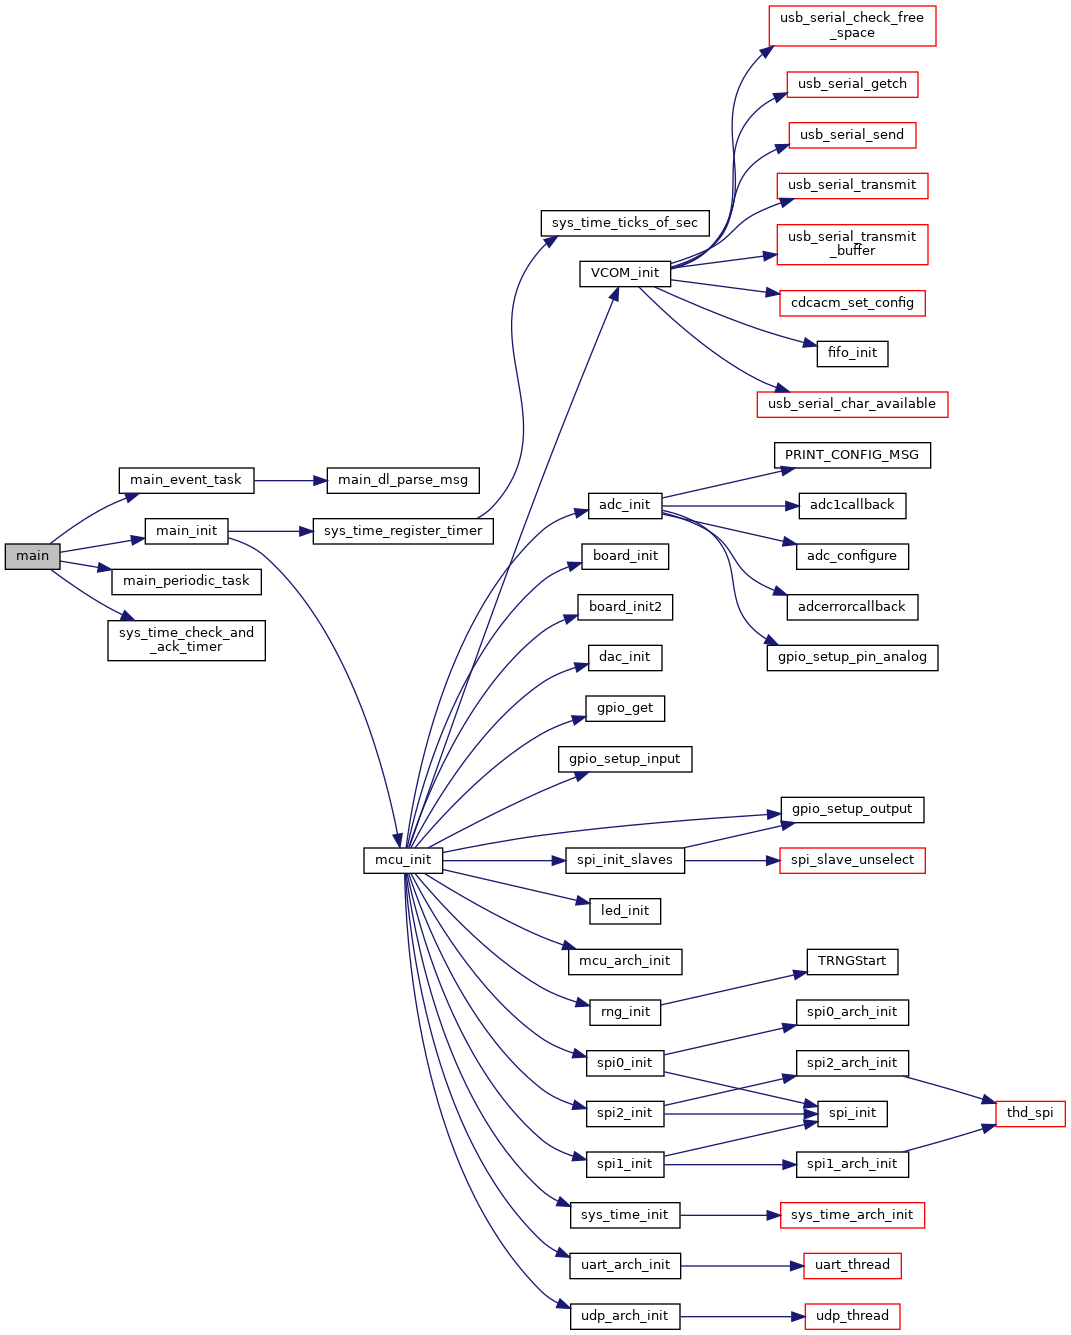 usb_serial_check_free
_space
usb_serial_getch
usb_serial_send
usb_serial_transmit
sys_time_ticks_of_sec
usb_serial_transmit
_buffer
VCOM_init
cdcacm_set_config
fifo_init
usb_serial_char_available
PRINT_CONFIG_MSG
main_event_task
main_dl_parse_msg
adc_init
adc1callback
main_init
sys_time_register_timer
main
board_init
adc_configure
main_periodic_task
board_init2
adcerrorcallback
sys_time_check_and
_ack_timer
dac_init
gpio_setup_pin_analog
gpio_get
gpio_setup_input
gpio_setup_output
mcu_init
spi_init_slaves
spi_slave_unselect
led_init
mcu_arch_init
TRNGStart
rng_init
spi0_arch_init
spi0_init
spi2_arch_init
spi2_init
spi_init
thd_spi
spi1_init
spi1_arch_init
sys_time_init
sys_time_arch_init
uart_arch_init
uart_thread
udp_arch_init
udp_thread